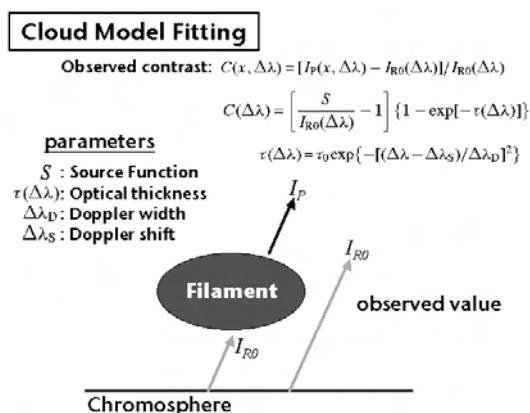 Cloud Model Fitting
Observed contrast: C(x, Δλ) = [I_P(x, Δλ) − I_R0(Δλ)]/I_R0(Δλ)
C(Δλ) = [S/I_R0(Δλ) − 1] {1 − exp[−τ(Δλ)]}
τ(Δλ) = τ_0 exp{−[(Δλ − Δλ_S)/Δλ_D]^2}
parameters
S : Source Function
τ(Δλ) : Optical thickness
Δλ_D : Doppler width
Δλ_S : Doppler shift
I_P
I_R0
Filament
observed value
I_R0
Chromosphere